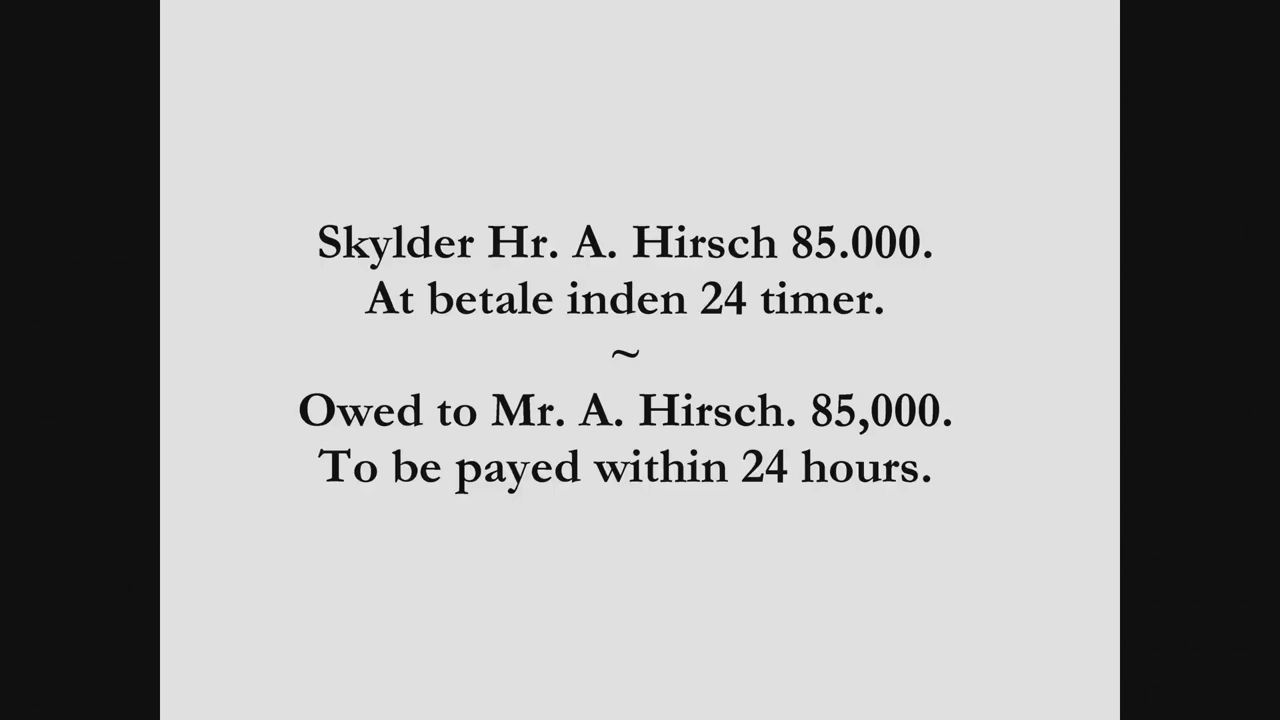 Skylder Hr. A. Hirsch 85.000.
At betale inden 24 timer.
~
Owed to Mr. A. Hirsch. 85,000.
To be payed within 24 hours.